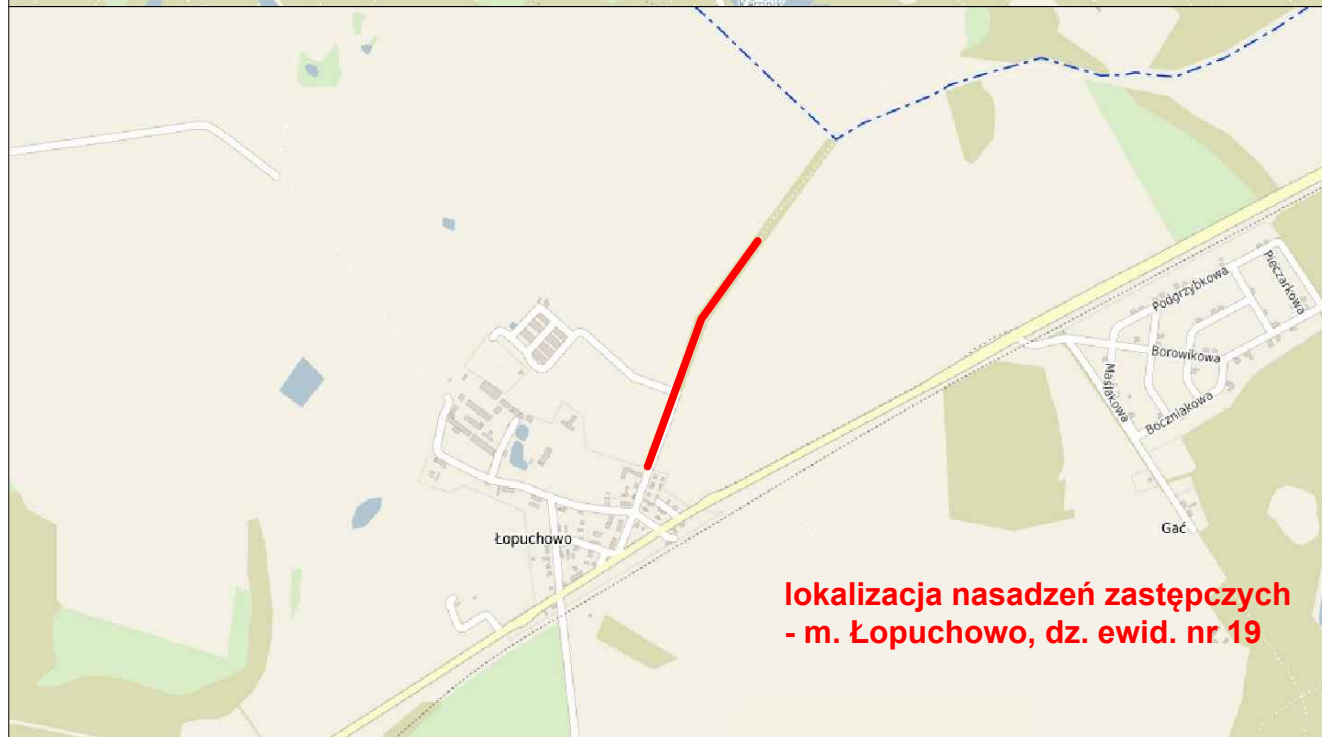 Podgrzybkowa
Pieczarkowa
Borowikowa
Maślakowa
Boczniakowa
Gać
Łopuchowo
lokalizacja nasadzeń zastępczych
- m. Łopuchowo, dz. ewid. nr 19